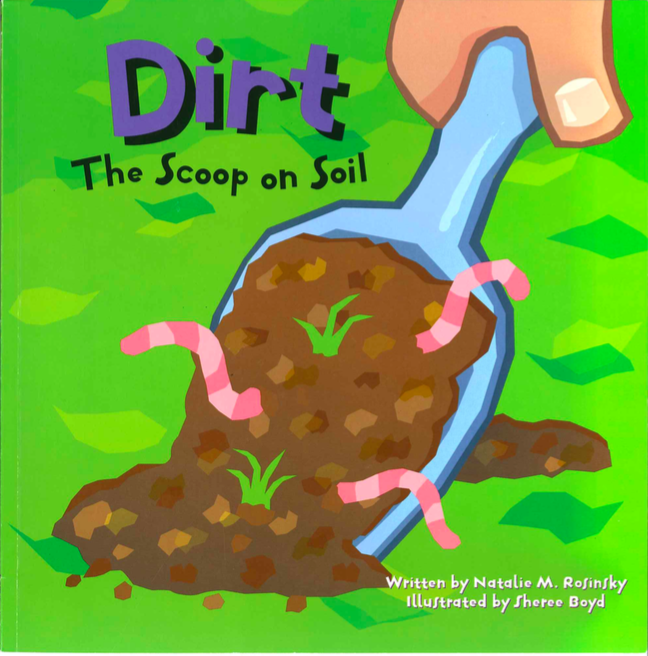 Dirt
The Scoop on Soil
Written by Natalie M. Rosinsky
Illustrated by Sheree Boyd